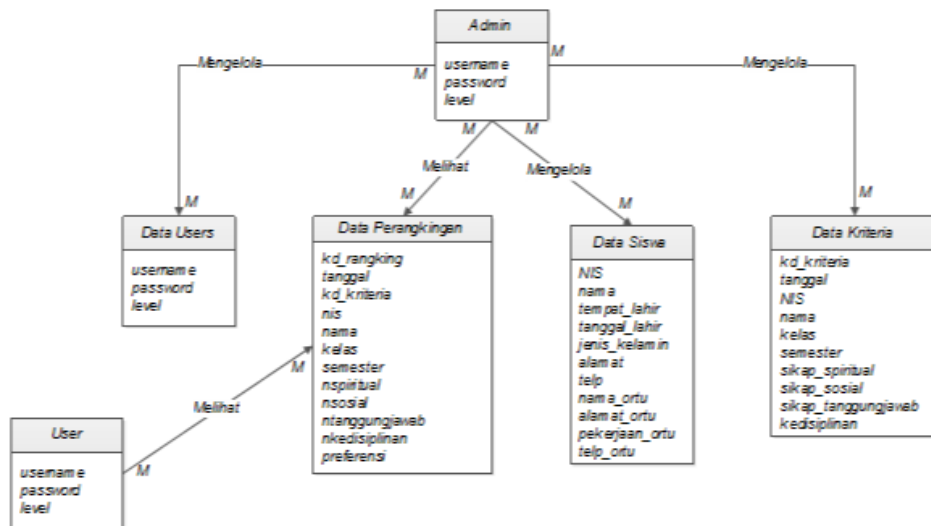 Admin
username
password
level
Mengelola
M
M
Mengelola
M
M
M
M
Melihat
Mengelola
M
M
Data Users
username
password
level
Data Perangkingan
kd_rangking
tanggal
kd_kriteria
nis
nama
kelas
semester
nspiritual
nsosial
ntanggungjawab
nkedisiplinan
preferensi
Data Siswa
NIS
nama
tempat_lahir
tanggal_lahir
jenis_kelamin
alamat
telp
nama_ortu
alamat_ortu
pekerjaan_ortu
telp_ortu
Data Kriteria
kd_kriteria
tanggal
NIS
nama
kelas
semester
sikap_spiritual
sikap_sosial
sikap_tanggungjawab
kedisiplinan
M
Melihat
M
User
username
password
level